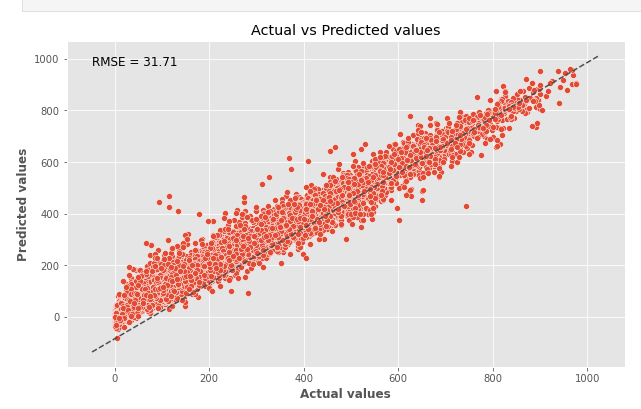 Actual vs Predicted values
RMSE = 31.71
1000
800
600
400
200
0
Predicted values
0 200 400 600 800 1000
Actual values